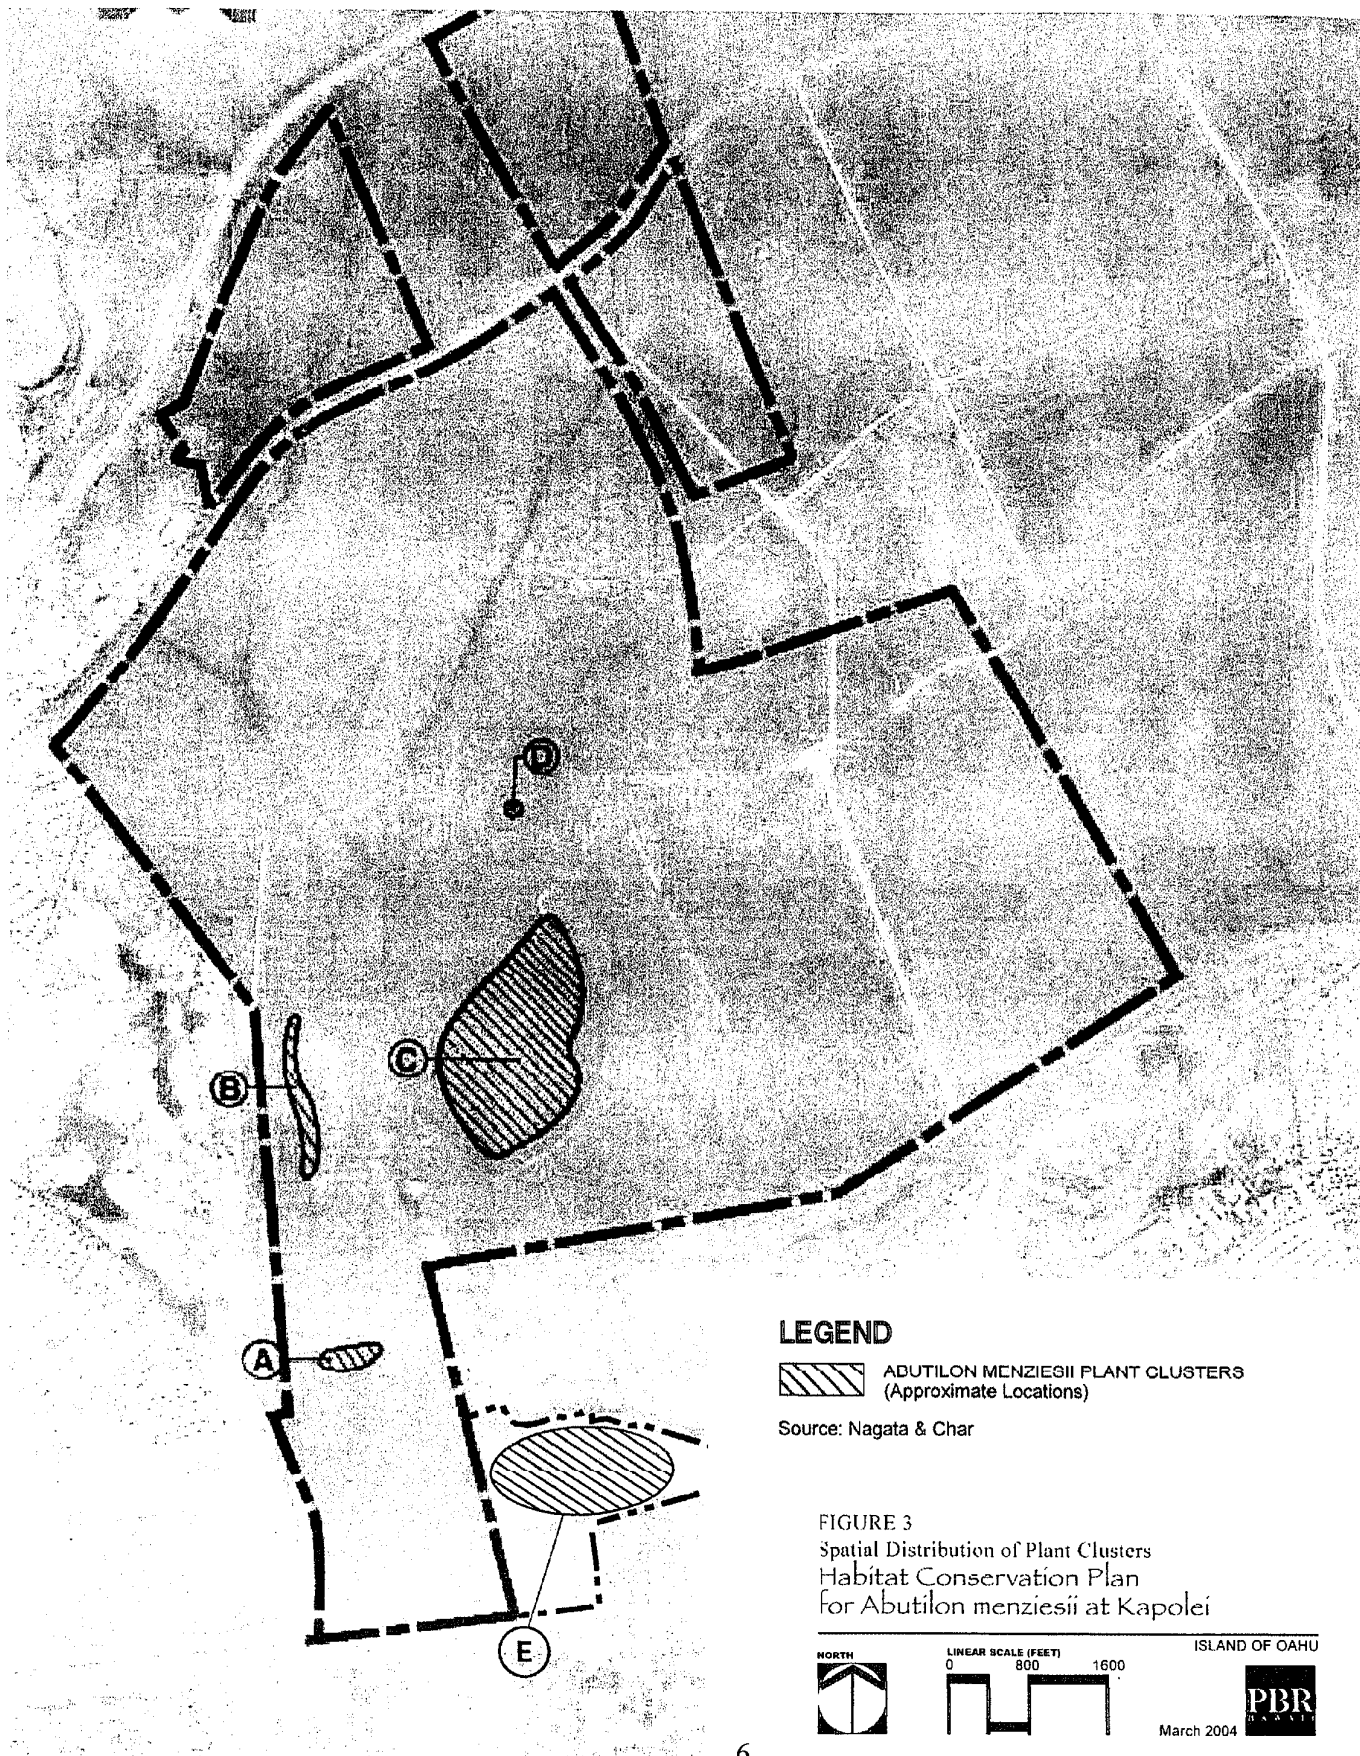 D
C
B
A
LEGEND
ABUTILON MENZIESII PLANT CLUSTERS
(Approximate Locations)
Source: Nagata & Char
FIGURE 3
Spatial Distribution of Plant Clusters
Habitat Conservation Plan
for Abutilon menziesii at Kapolei
E
ISLAND OF OAHU
NORTH
LINEAR SCALE (FEET)
0 800 1600
PBR
HAWAII
March 2004
6